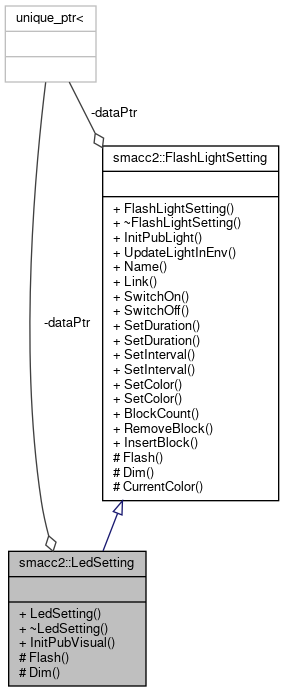 unique_ptr<
-dataPtr
smacc2::FlashLightSetting
+ FlashLightSetting()
+ ~FlashLightSetting()
+ InitPubLight()
+ UpdateLightInEnv()
+ Name()
+ Link()
+ SwitchOn()
+ SwitchOff()
+ SetDuration()
+ SetDuration()
+ SetInterval()
+ SetInterval()
+ SetColor()
+ SetColor()
+ BlockCount()
+ RemoveBlock()
+ InsertBlock()
# Flash()
# Dim()
# CurrentColor()
-dataPtr
smacc2::LedSetting
+ LedSetting()
+ ~LedSetting()
+ InitPubVisual()
# Flash()
# Dim()